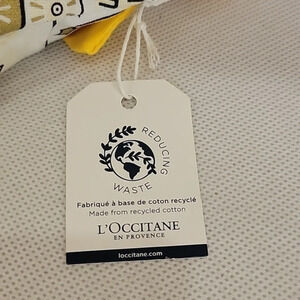 REDUCING
WASTE
Fabriqué à base de coton recyclé
Made from recycled cotton
L'OCCITANE
EN PROVENCE
loccitane.com